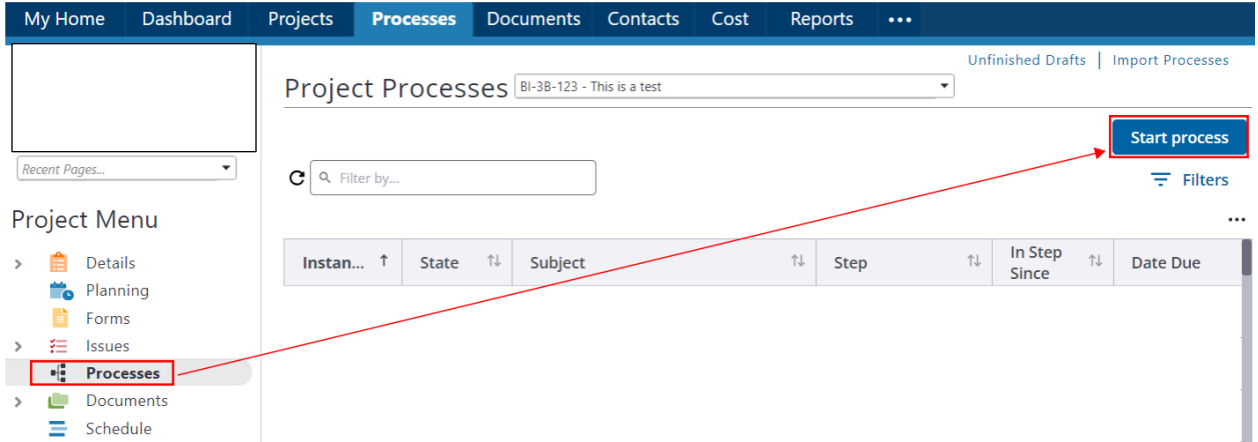 My Home Dashboard Projects Processes Documents Contacts Cost Reports •••
Unfinished Drafts | Import Processes
Project Processes BI-3B-123 - This is a test
Start process
Recent Pages...
Filter by...
Filters
Project Menu
•••
Instan... ↑ State ↑↓ Subject ↑↓ Step ↑↓ In Step Since ↑↓ Date Due
Details
Planning
Forms
Issues
Processes
Documents
Schedule